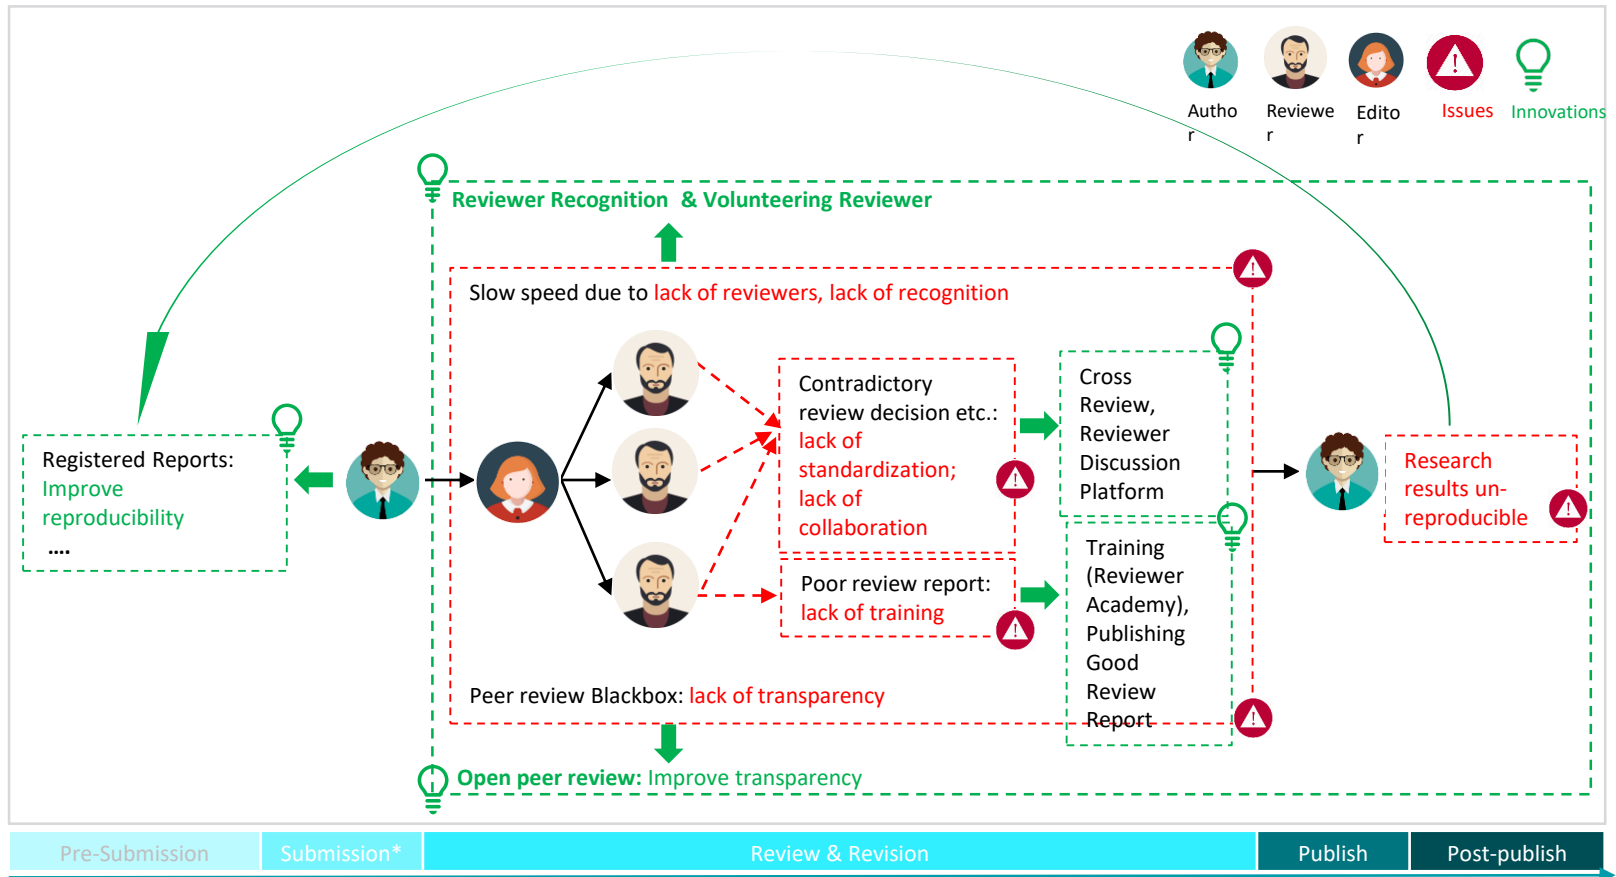 Autho
r
Reviewe
r
Edito
r
Issues
Innovations
Reviewer Recognition & Volunteering Reviewer
Slow speed due to lack of reviewers, lack of recognition
Contradictory
review decision etc.:
lack of
standardization;
lack of
collaboration
Cross
Review,
Reviewer
Discussion
Platform
Registered Reports:
Improve
reproducibility
....
Research
results un-
reproducible
Poor review report:
lack of training
Training
(Reviewer
Academy),
Publishing
Good
Review
Report
Peer review Blackbox: lack of transparency
Open peer review: Improve transparency
Pre-Submission
Submission*
Review & Revision
Publish
Post-publish